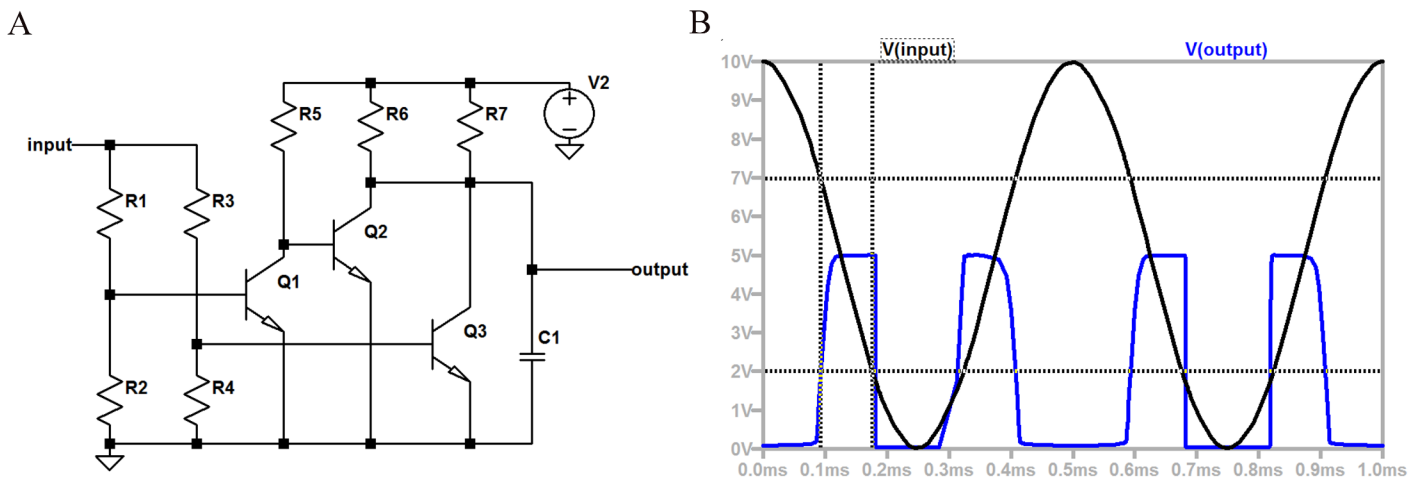 A
input
R1
R2
R3
R4
R5
R6
R7
V2
Q1
Q2
Q3
C1
output
B
V(input) V(output)
10V
9V
8V
7V
6V
5V
4V
3V
2V
1V
0V
0.0ms 0.1ms 0.2ms 0.3ms 0.4ms 0.5ms 0.6ms 0.7ms 0.8ms 0.9ms 1.0ms